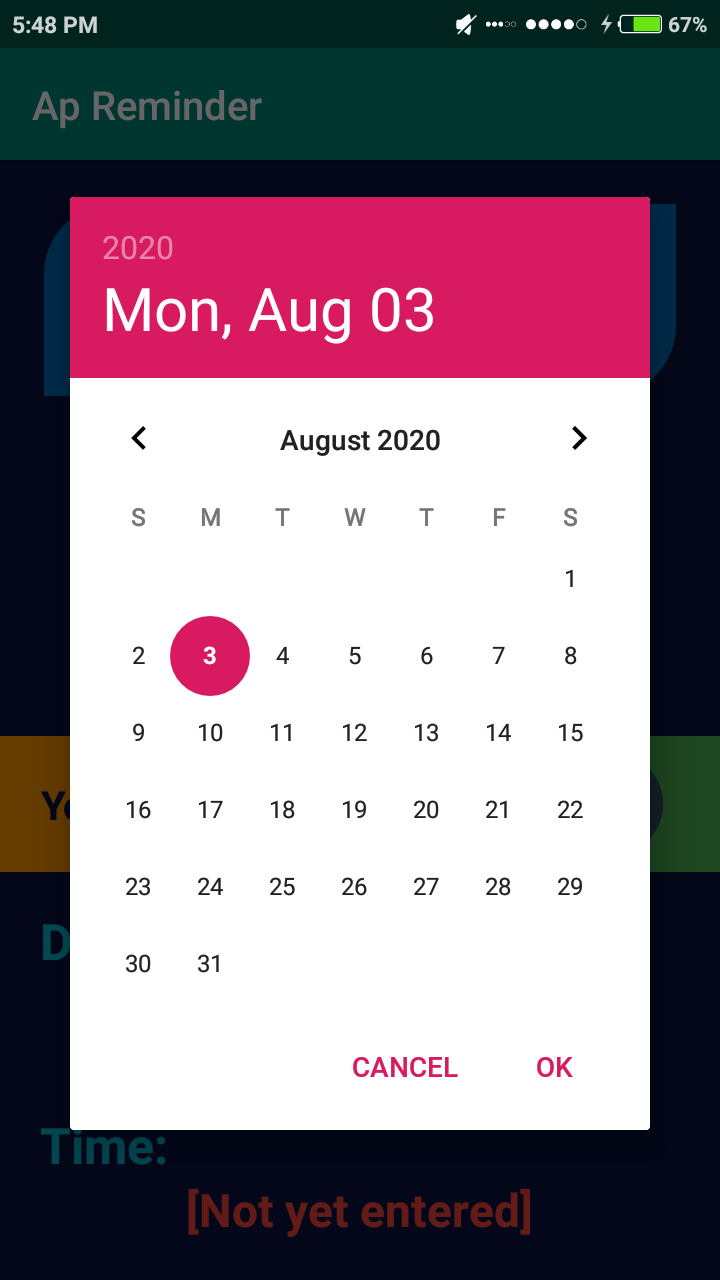 5:48 PM 67%
Ap Reminder
2020
Mon, Aug 03
August 2020
S M T W T F S
1
2 3 4 5 6 7 8
9 10 11 12 13 14 15
16 17 18 19 20 21 22
23 24 25 26 27 28 29
30 31
CANCEL OK
Time:
[Not yet entered]